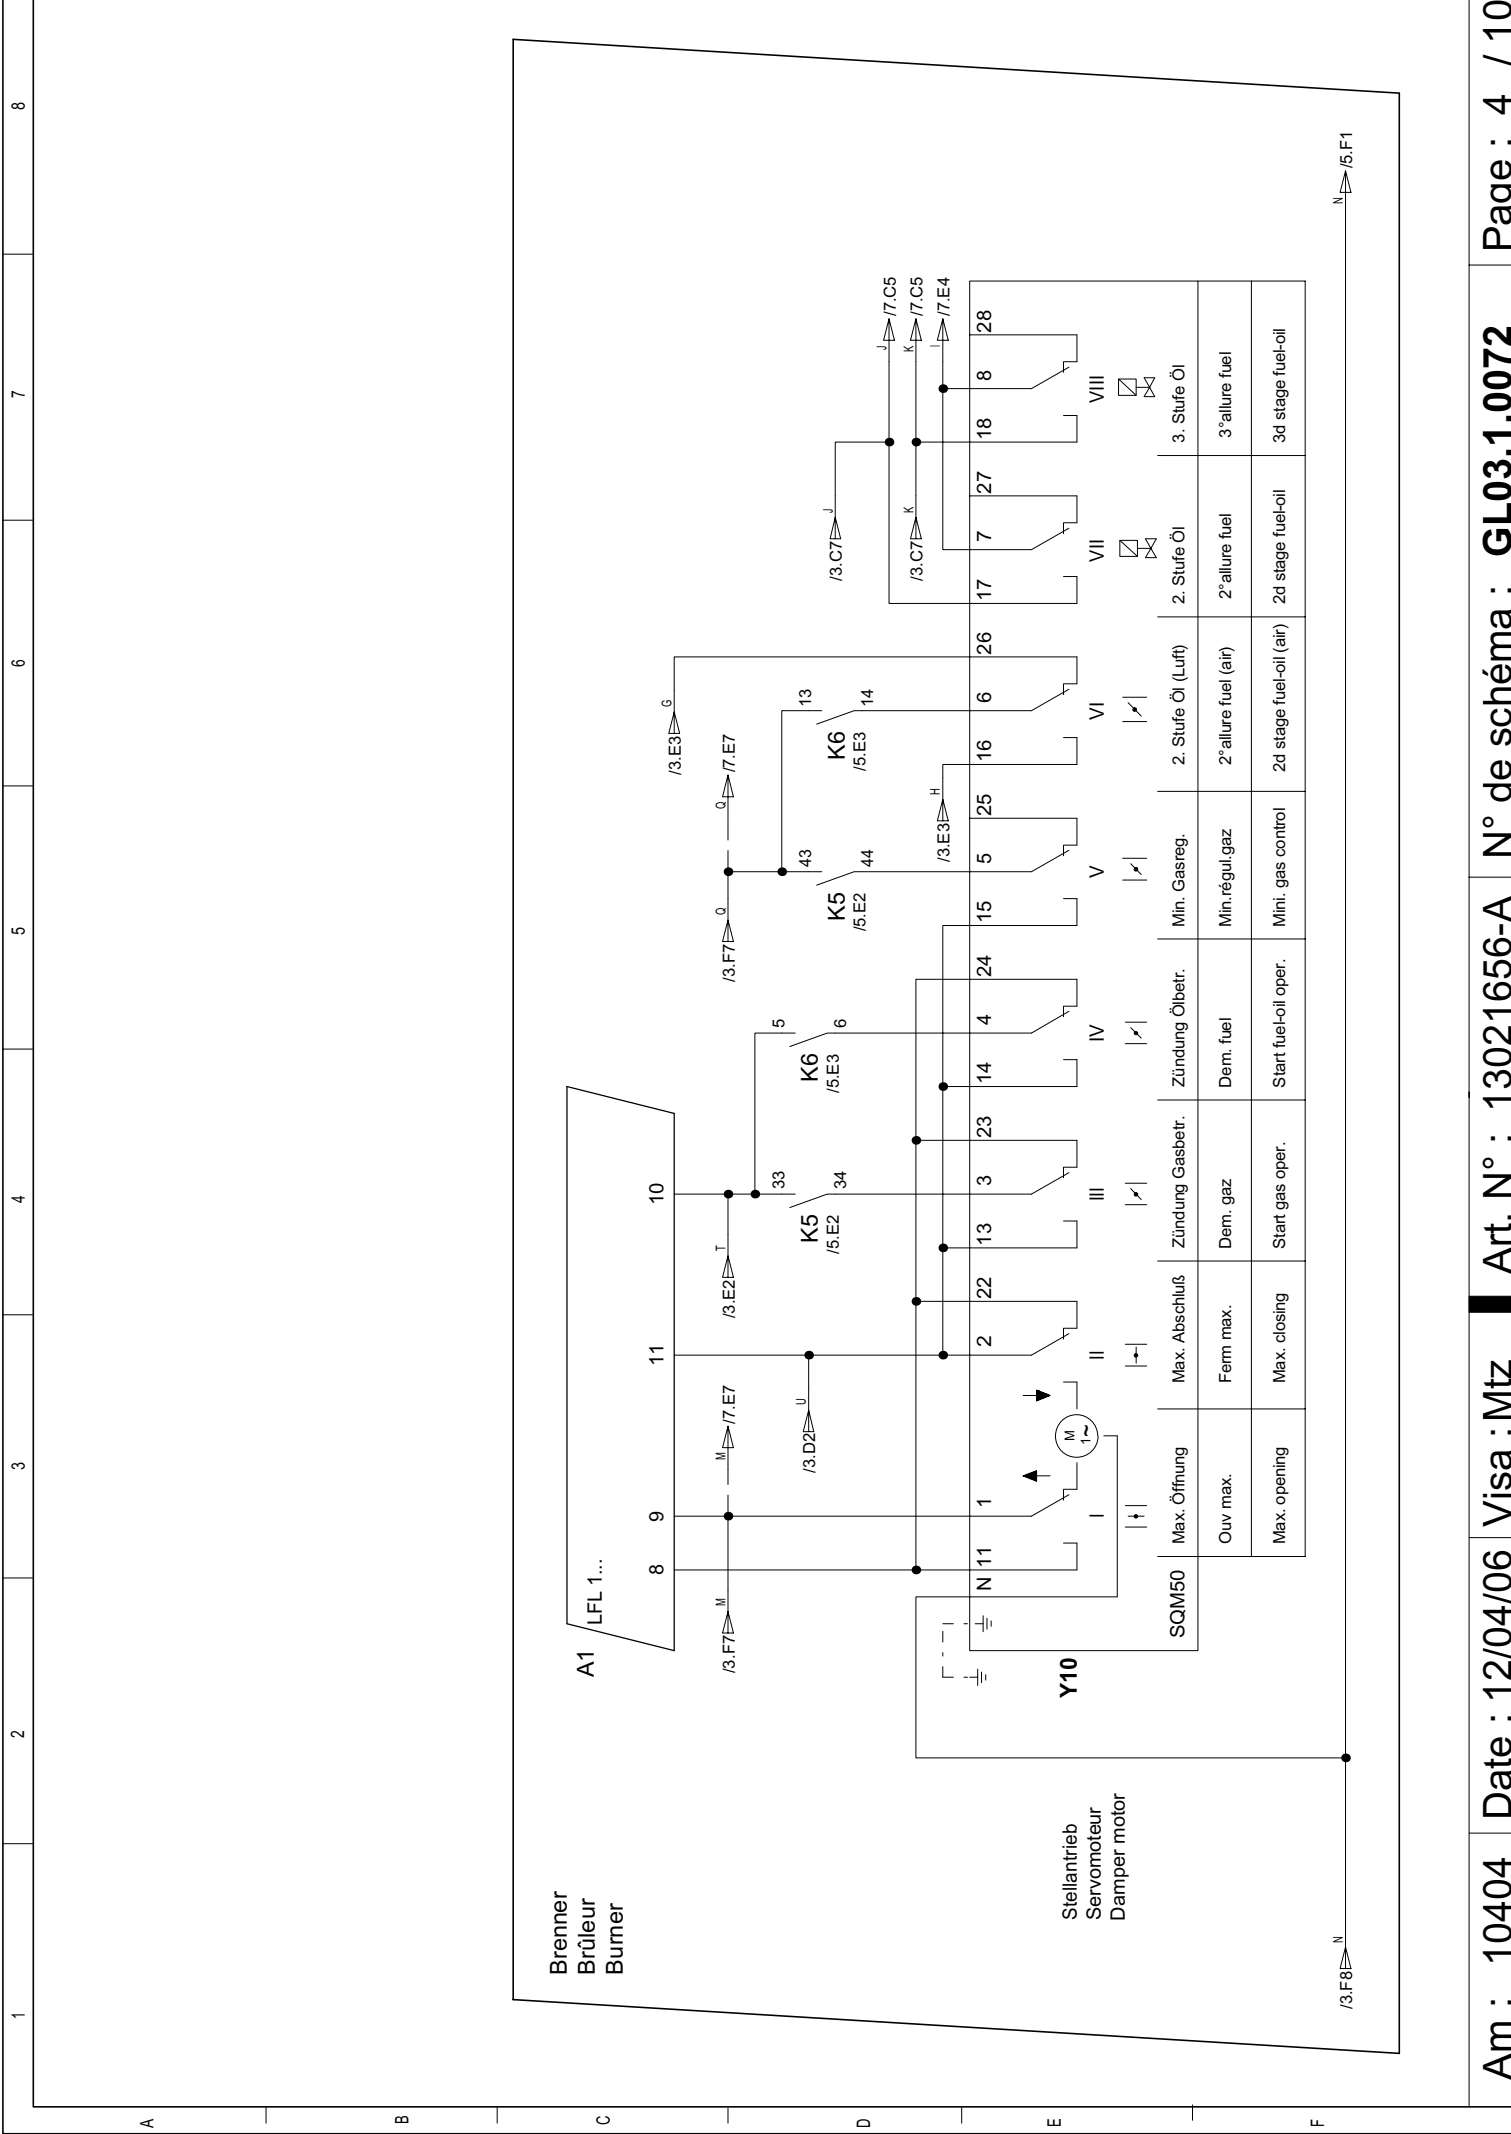 1 2 3 4 5 6 7 8
A
B
C
D
E
F
Brenner
Brûleur
Burner
A1
LFL 1...
8 9 11 10
/3.F7 M
M /7.E7
/3.D2 U
/3.E2 T
K5
/5.E2
33
34
K6
/5.E3
5
6
/3.F7 Q
Q /7.E7
K5
/5.E2
43
44
K6
/5.E3
13
14
/3.E3 G
/3.E3 H
/3.C7 J
J /7.C5
/3.C7 K
K /7.C5
I /7.E4
N 11 1 2 22 13 3 23 14 4 24 15 5 25 16 6 26 17 7 27 18 8 28
Y10
Stellantrieb
Servomoteur
Damper motor
M
1~
I II III IV V VI VII VIII
SQM50
Max. Öffnung Max. Abschluß Zündung Gasbetr. Zündung Ölbetr. Min. Gasreg. 2. Stufe Öl (Luft) 2. Stufe Öl 3. Stufe Öl
Ouv max. Ferm max. Dem. gaz Dem. fuel Min.régul.gaz 2°allure fuel (air) 2°allure fuel 3°allure fuel
Max. opening Max. closing Start gas oper. Start fuel-oil oper. Mini. gas control 2d stage fuel-oil (air) 2d stage fuel-oil 3d stage fuel-oil
/3.F8 N
N /5.F1
Am : 10404 Date : 12/04/06 Visa : Mtz Art. N° : 13021656-A N° de schéma : GL03.1.0072 Page : 4 / 10